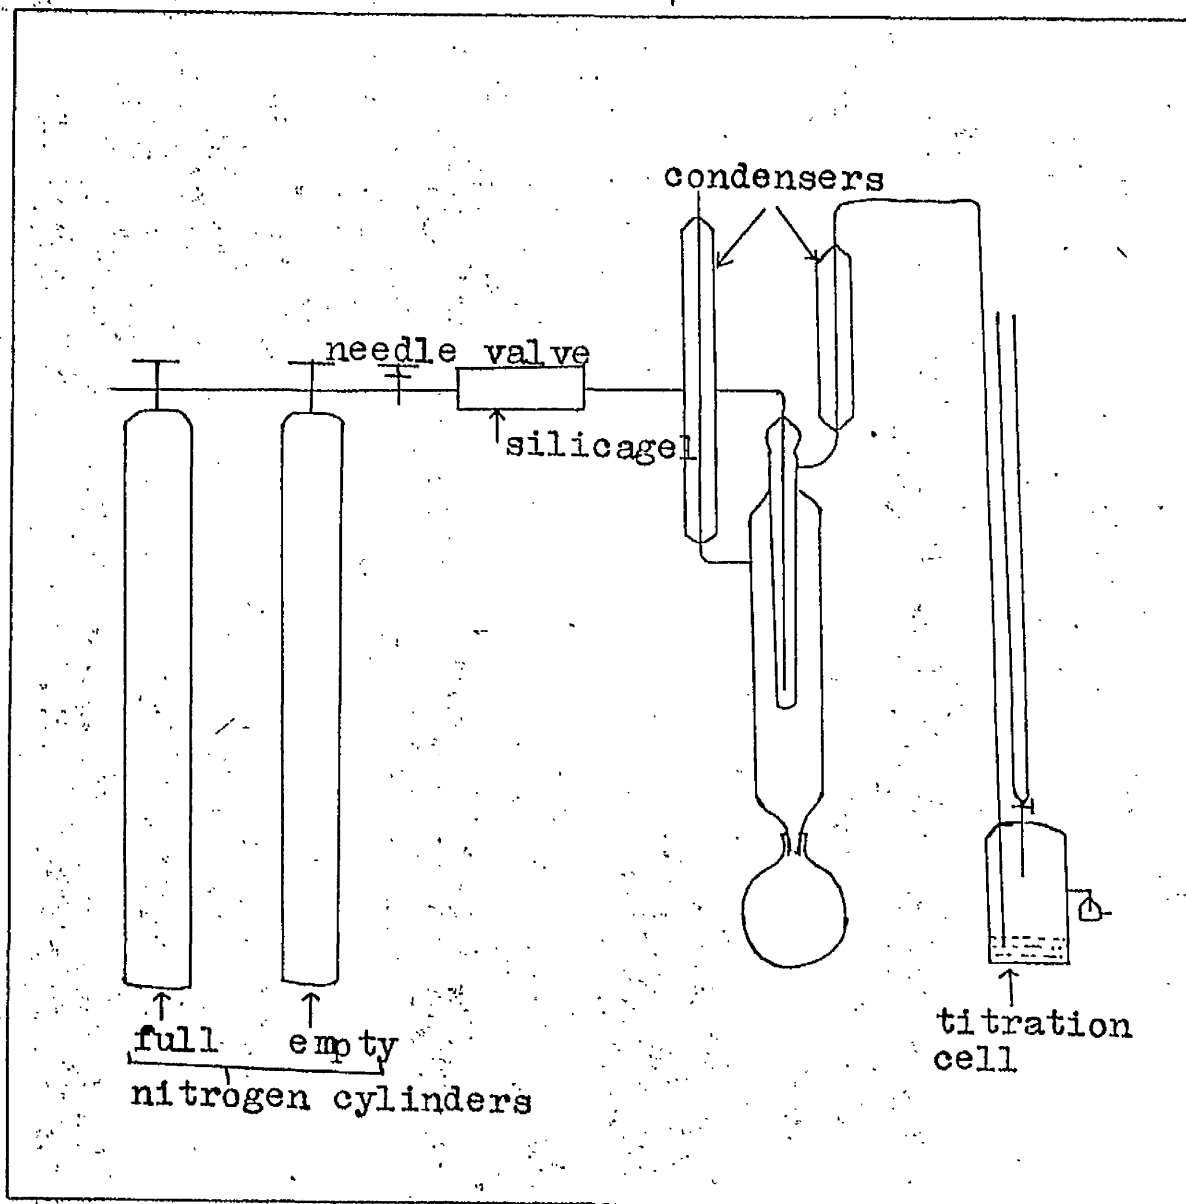 condensers
needle valve
silicagel
full empty
nitrogen cylinders
titration
cell